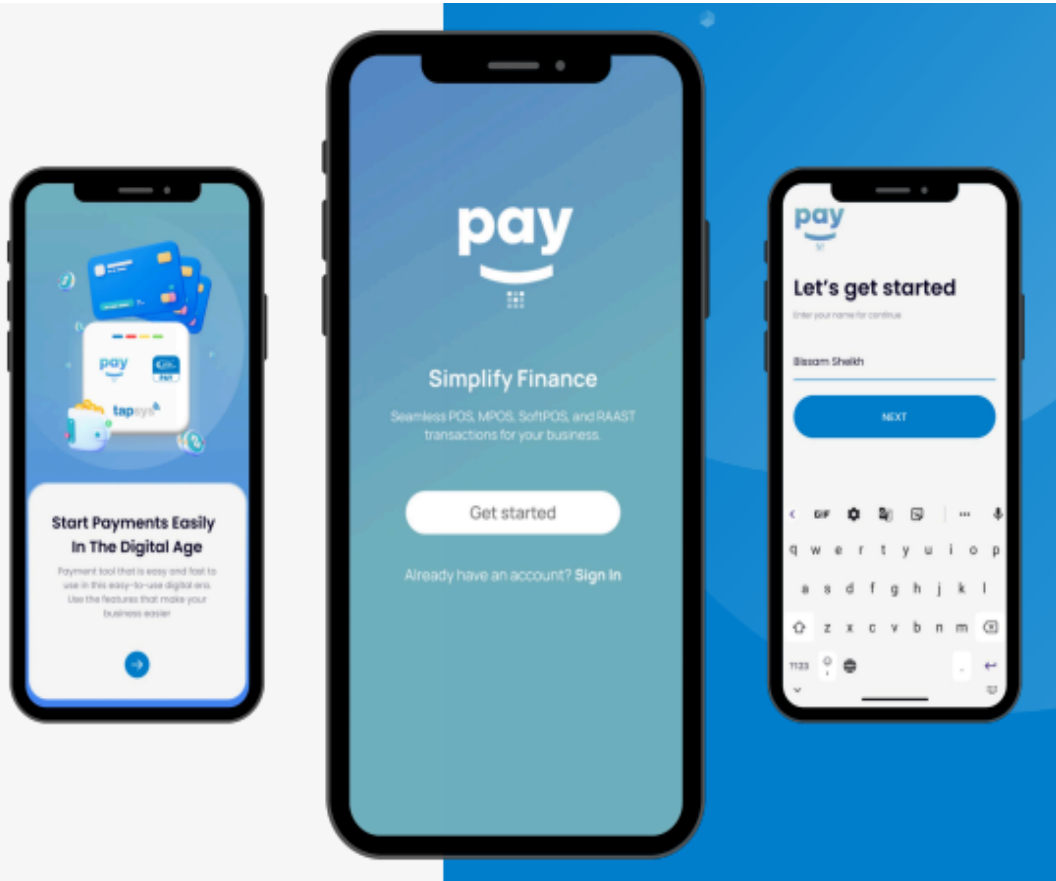 pay
tapsys
Start Payments Easily
In The Digital Age
Payment tool that is easy and fast to
use in this easy-to-use digital era.
Use the features that make your
business easier
pay
Simplify Finance
Seamless POS, MPOS, SoftPOS, and RAAST
transactions for your business.
Get started
Already have an account? Sign In
pay
Let's get started
Enter your name for continue
Bissam Sheikh
NEXT
GIF
q w e r t y u i o p
a s d f g h j k l
z x c v b n m
?123
, .